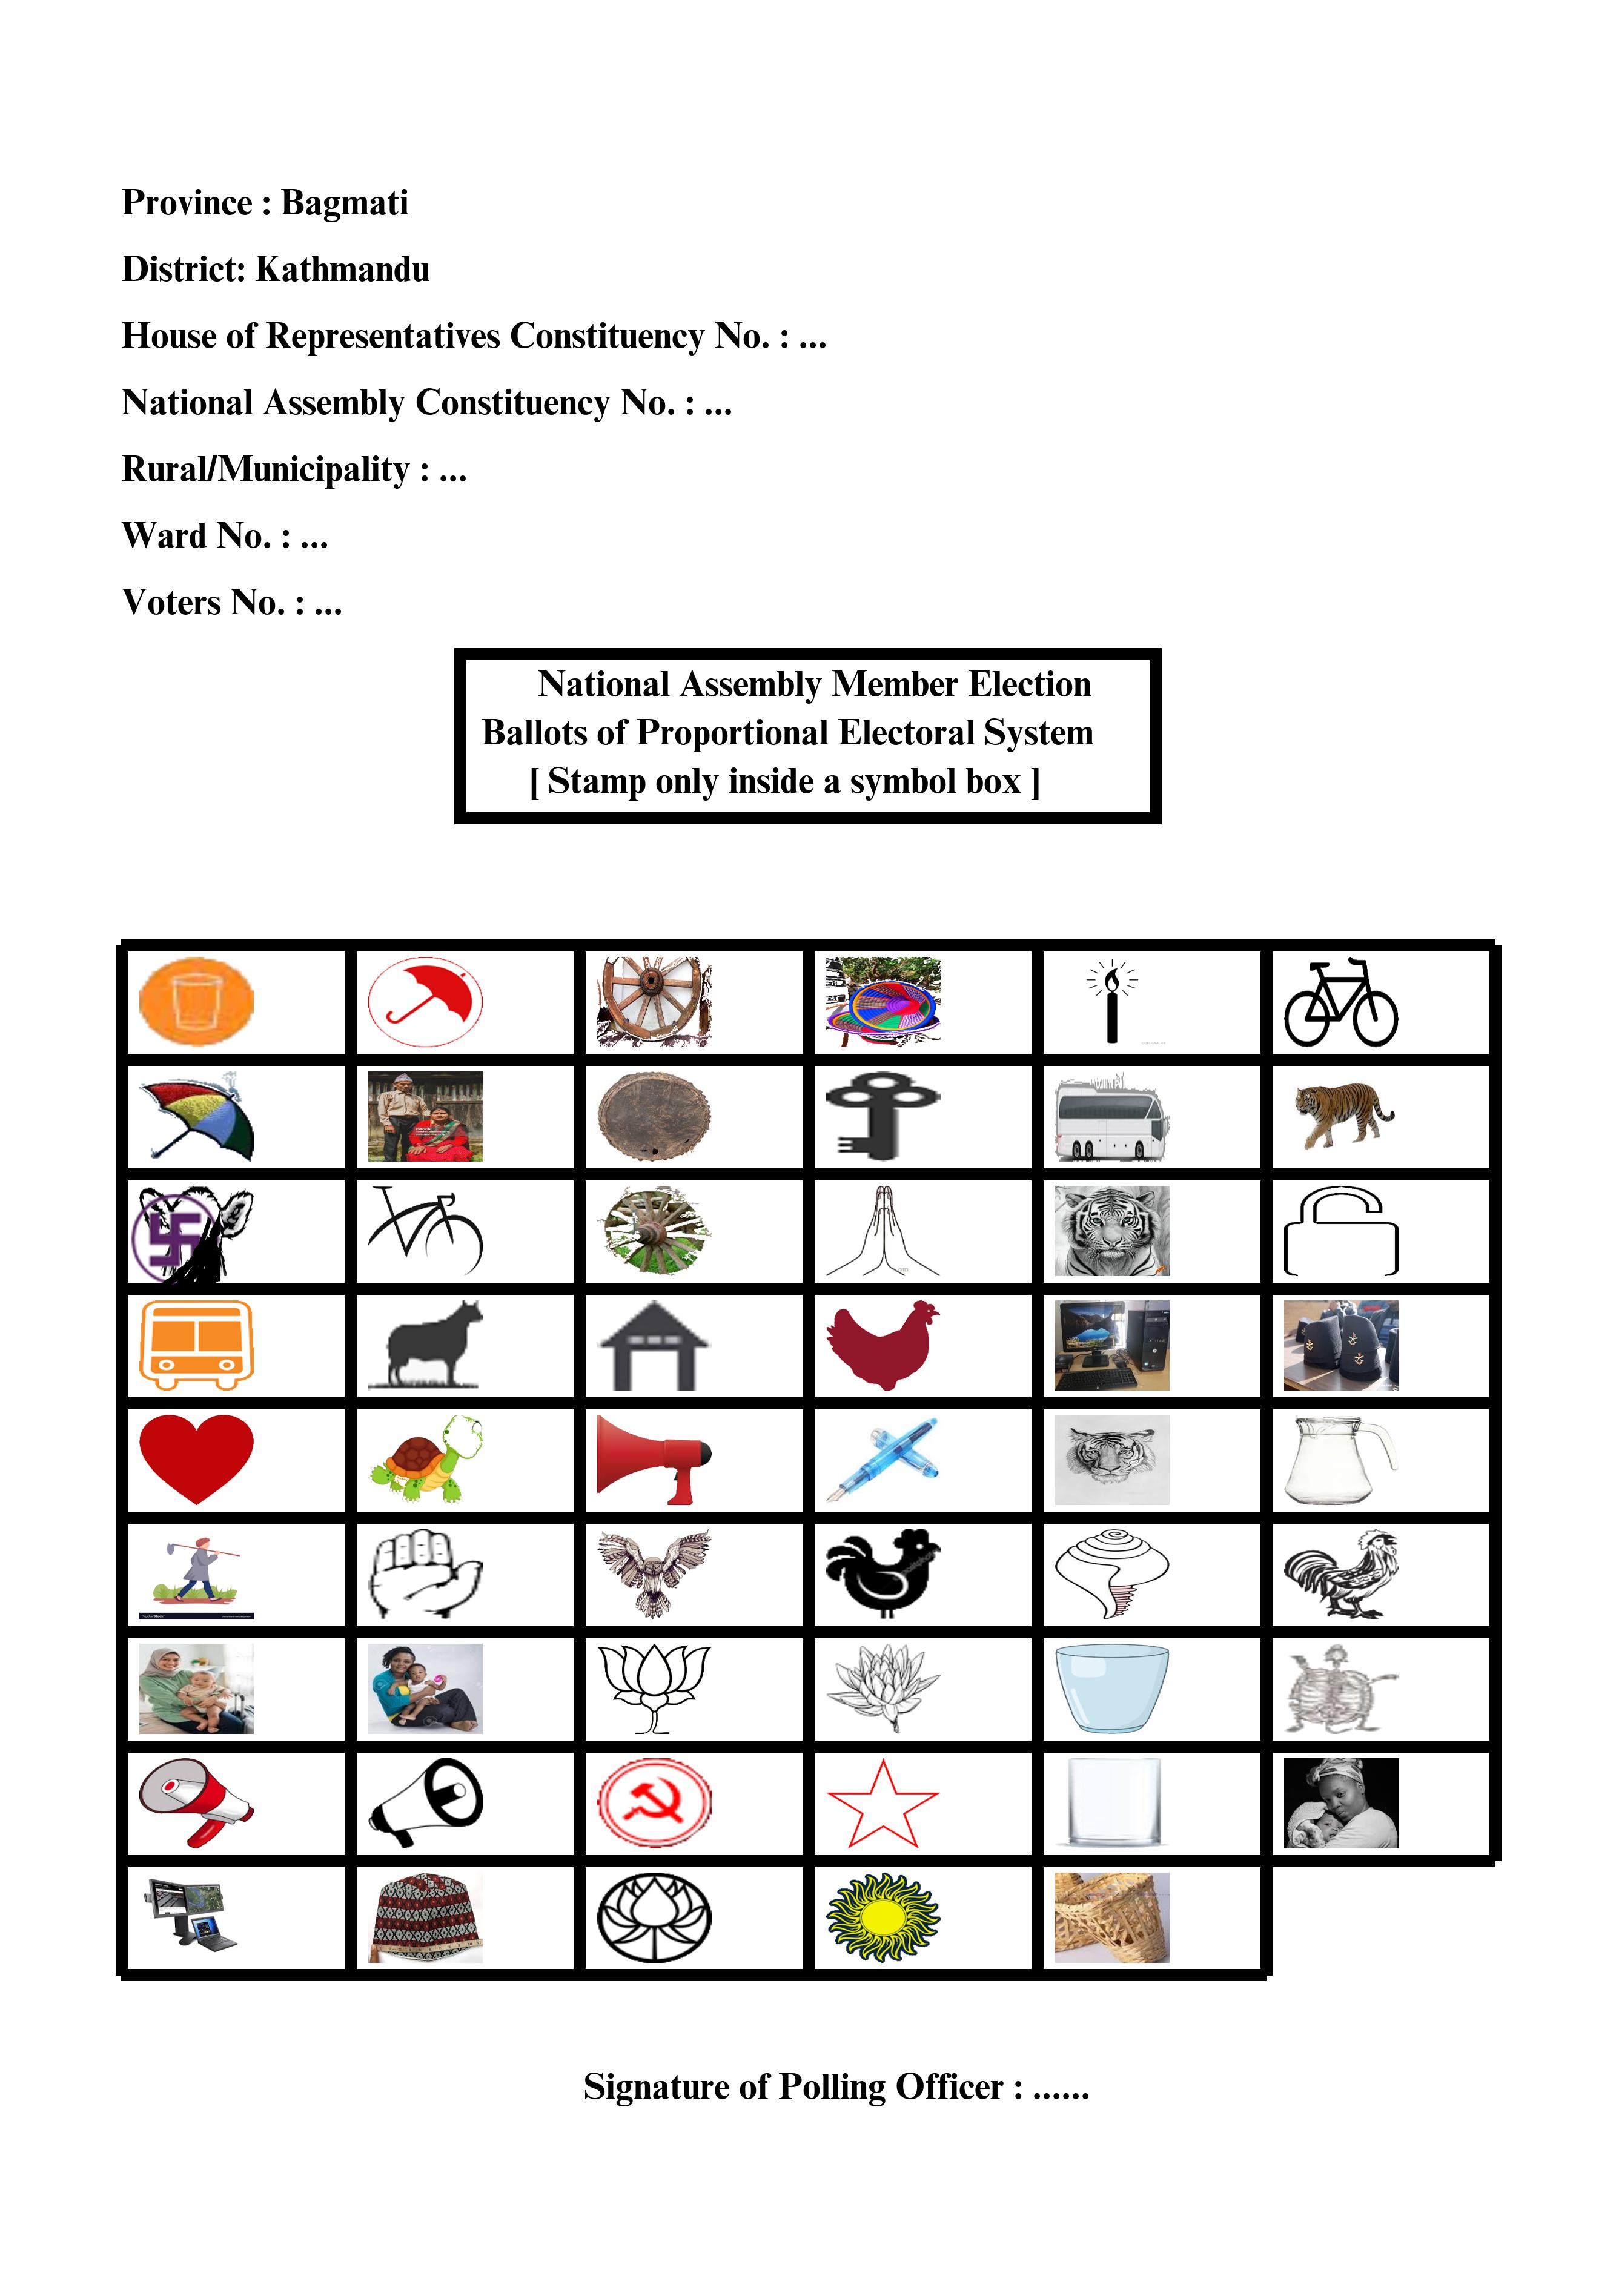 Province : Bagmati
District: Kathmandu
House of Representatives Constituency No. : ...
National Assembly Constituency No. : ...
Rural/Municipality : ...
Ward No. : ...
Voters No. : ...
National Assembly Member Election
Ballots of Proportional Electoral System
[ Stamp only inside a symbol box ]
Signature of Polling Officer : ......